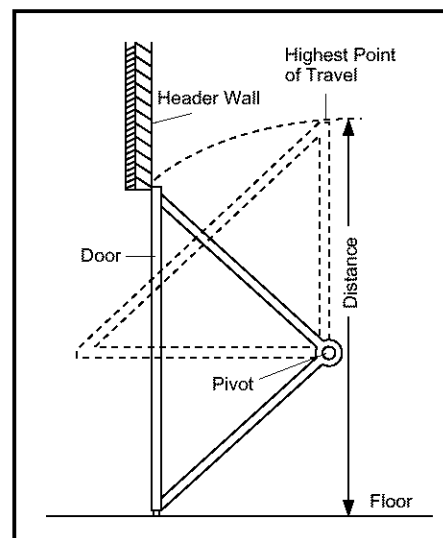 Highest Point
of Travel
Header Wall
Door
Distance
Pivot
Floor